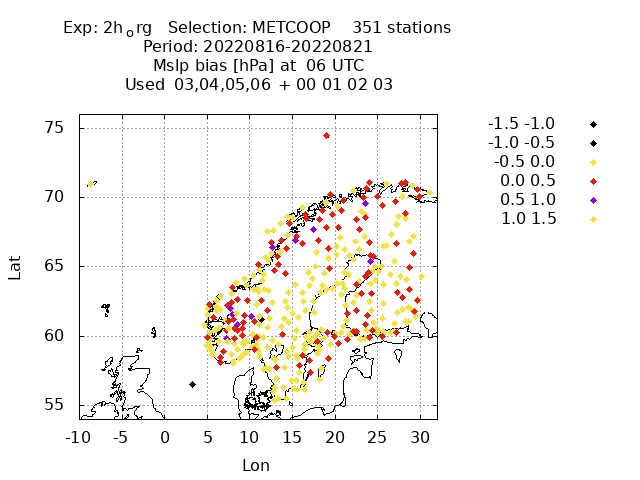 Exp: 2h_org Selection: METCOOP 351 stations
Period: 20220816-20220821
Mslp bias [hPa] at 06 UTC
Used 03,04,05,06 + 00 01 02 03
-1.5 -1.0
-1.0 -0.5
-0.5 0.0
0.0 0.5
0.5 1.0
1.0 1.5
75
70
65
60
55
Lat
-10 -5 0 5 10 15 20 25 30
Lon